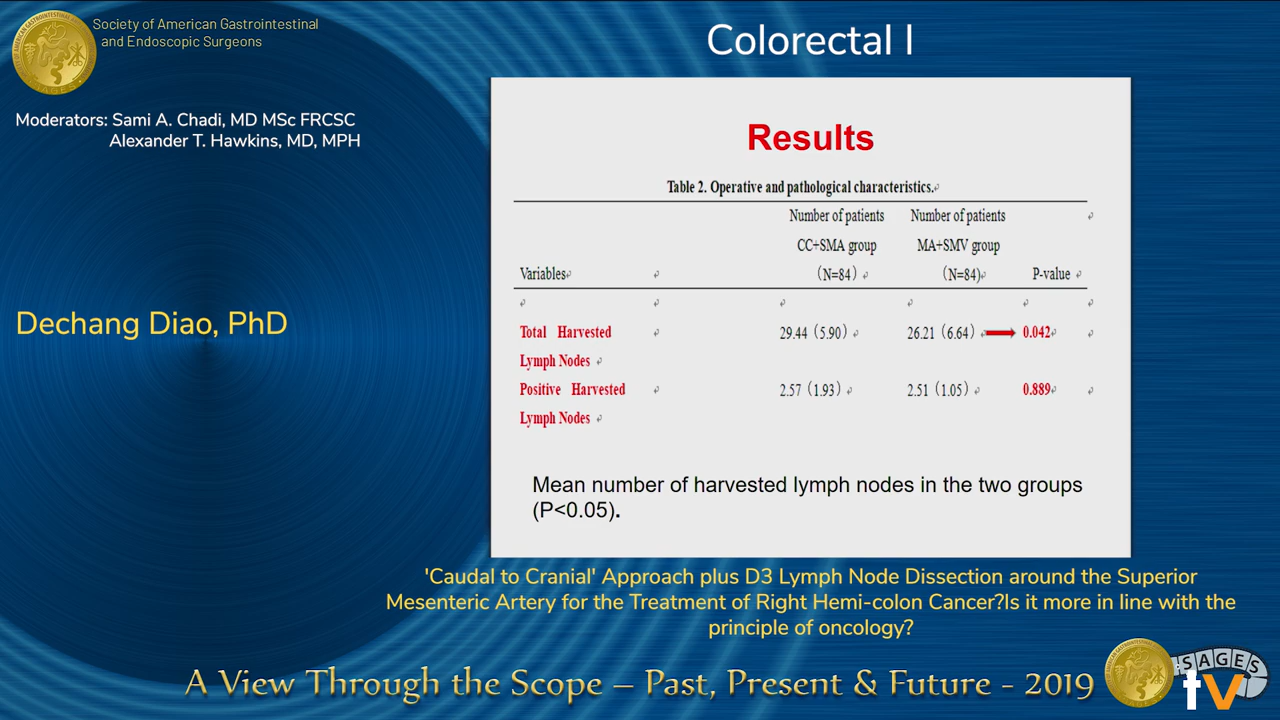 Society of American Gastrointestinal
and Endoscopic Surgeons
Colorectal I
Moderators: Sami A. Chadi, MD MSc FRCSC
Alexander T. Hawkins, MD, MPH
Dechang Diao, PhD
Results
Table 2. Operative and pathological characteristics.
Number of patients Number of patients
CC+SMA group MA+SMV group
Variables (N=84) (N=84) P-value
Total Harvested 29.44 (5.90) 26.21 (6.64) 0.042
Lymph Nodes
Positive Harvested 2.57 (1.93) 2.51 (1.05) 0.889
Lymph Nodes
Mean number of harvested lymph nodes in the two groups
(P<0.05).
'Caudal to Cranial' Approach plus D3 Lymph Node Dissection around the Superior
Mesenteric Artery for the Treatment of Right Hemi-colon Cancer?Is it more in line with the
principle of oncology?
A View Through the Scope – Past, Present & Future - 2019
SAGES
tv